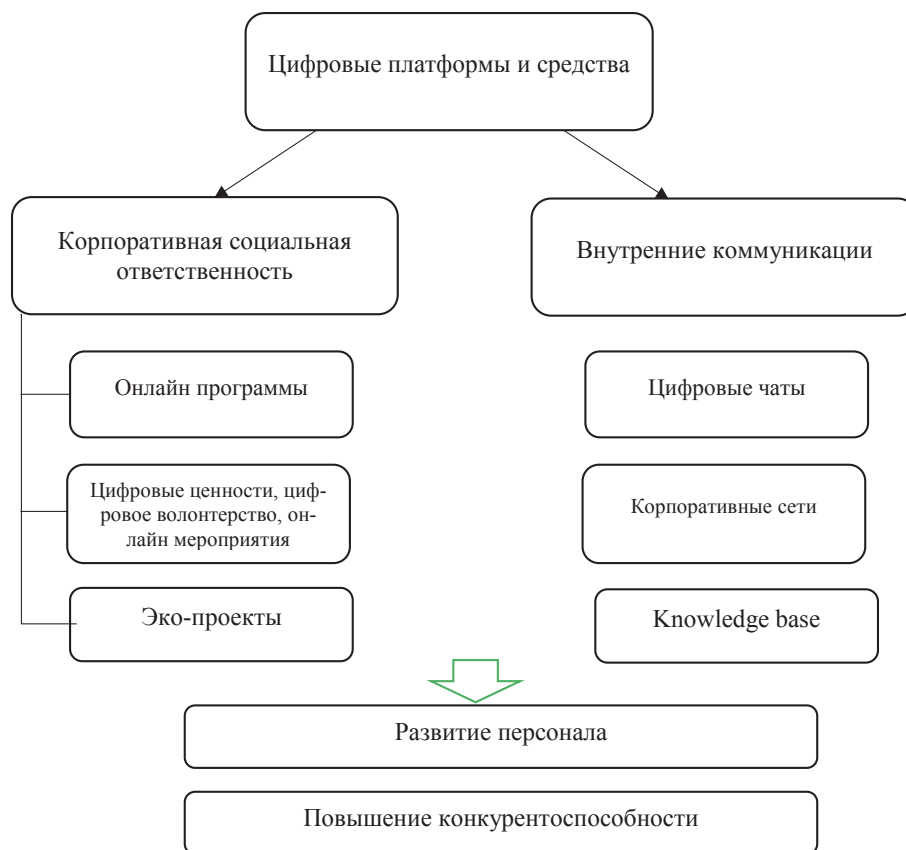 Цифровые платформы и средства
Корпоративная социальная
ответственность
Внутренние коммуникации
Онлайн программы
Цифровые чаты
Цифровые ценности, циф-
ровое волонтерство, он-
лайн мероприятия
Корпоративные сети
Эко-проекты
Knowledge base
Развитие персонала
Повышение конкурентоспособности